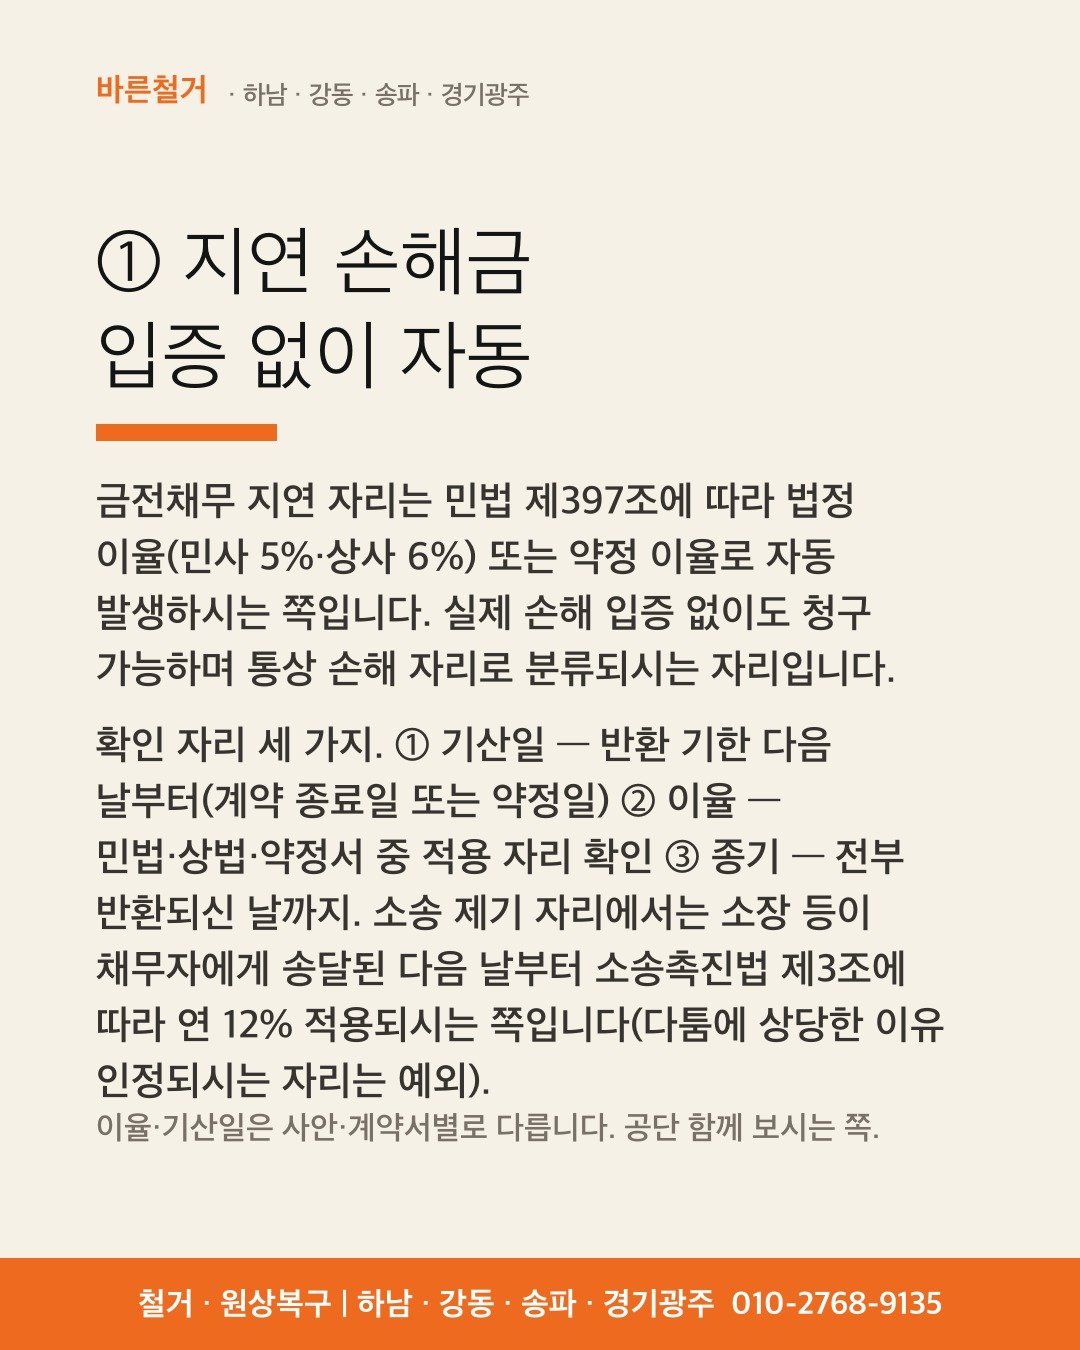 바른철거 · 하남 · 강동 · 송파 · 경기광주
① 지연 손해금
입증 없이 자동
금전채무 지연 자리는 민법 제397조에 따라 법정
이율(민사 5%·상사 6%) 또는 약정 이율로 자동
발생하시는 쪽입니다. 실제 손해 입증 없이도 청구
가능하며 통상 손해 자리로 분류되시는 자리입니다.
확인 자리 세 가지. ① 기산일 — 반환 기한 다음
날부터(계약 종료일 또는 약정일) ② 이율 —
민법·상법·약정서 중 적용 자리 확인 ③ 종기 — 전부
반환되신 날까지. 소송 제기 자리에서는 소장 등이
채무자에게 송달된 다음 날부터 소송촉진법 제3조에
따라 연 12% 적용되시는 쪽입니다(다툼에 상당한 이유
인정되시는 자리는 예외).
이율·기산일은 사안·계약서별로 다릅니다. 공단 함께 보시는 쪽.
철거 · 원상복구 | 하남 · 강동 · 송파 · 경기광주 010-2768-9135